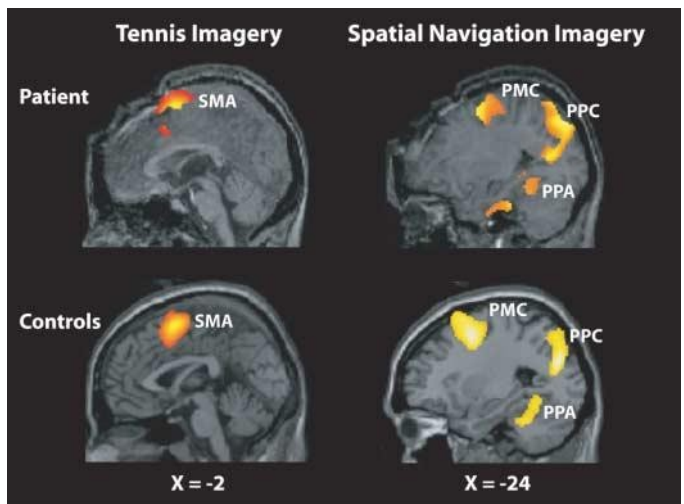 Tennis Imagery Spatial Navigation Imagery
Patient
SMA
PMC
PPC
PPA
Controls
SMA
PMC
PPC
PPA
X = -2 X = -24